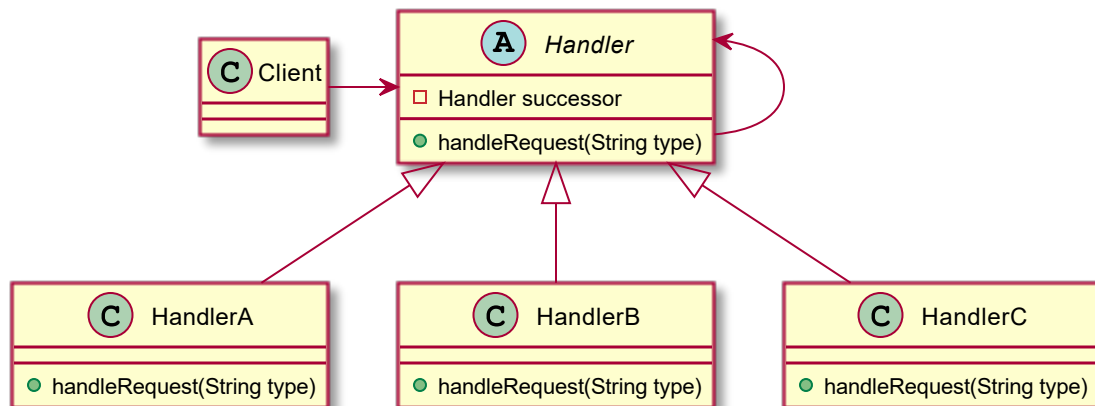 A Handler
C Client
Handler successor
handleRequest(String type)
C HandlerA
C HandlerB
C HandlerC
handleRequest(String type)
handleRequest(String type)
handleRequest(String type)